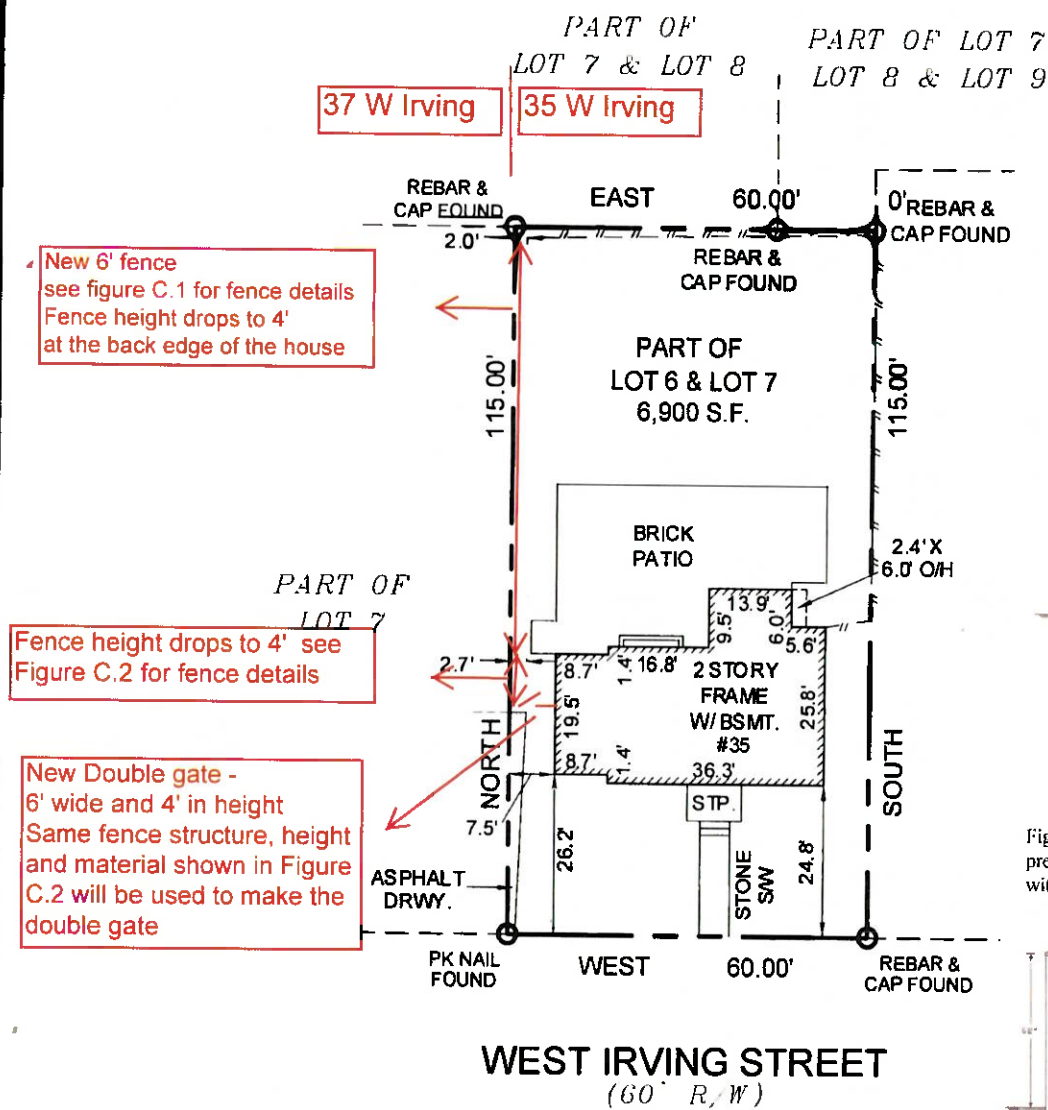 PART OF
LOT 7 & LOT 8
PART OF LOT 7
LOT 8 & LOT 9
37 W Irving
35 W Irving
REBAR &
CAP FOUND
EAST
60.00'
0'
REBAR &
CAP FOUND
2.0'
REBAR &
CAP FOUND
New 6' fence
see figure C.1 for fence details
Fence height drops to 4'
at the back edge of the house
115.00'
PART OF
LOT 6 & LOT 7
6,900 S.F.
115.00'
BRICK
PATIO
2.4' X
6.0' O/H
PART OF
LOT 7
13.9'
9.5'
6.0'
5.6'
Fence height drops to 4' see
Figure C.2 for fence details
2.7'
8.7'
1.4'
16.8'
2 STORY
FRAME
W/ BSMT.
#35
19.5'
25.8'
8.7'
1.4'
36.3'
NORTH
SOUTH
New Double gate -
6' wide and 4' in height
Same fence structure, height
and material shown in Figure
C.2 will be used to make the
double gate
7.5'
26.2'
STP.
STONE
S/W
24.8'
ASPHALT
DRWY.
Fig
pre
wit
PK NAIL
FOUND
WEST
60.00'
REBAR &
CAP FOUND
WEST IRVING STREET
(60' R/W)